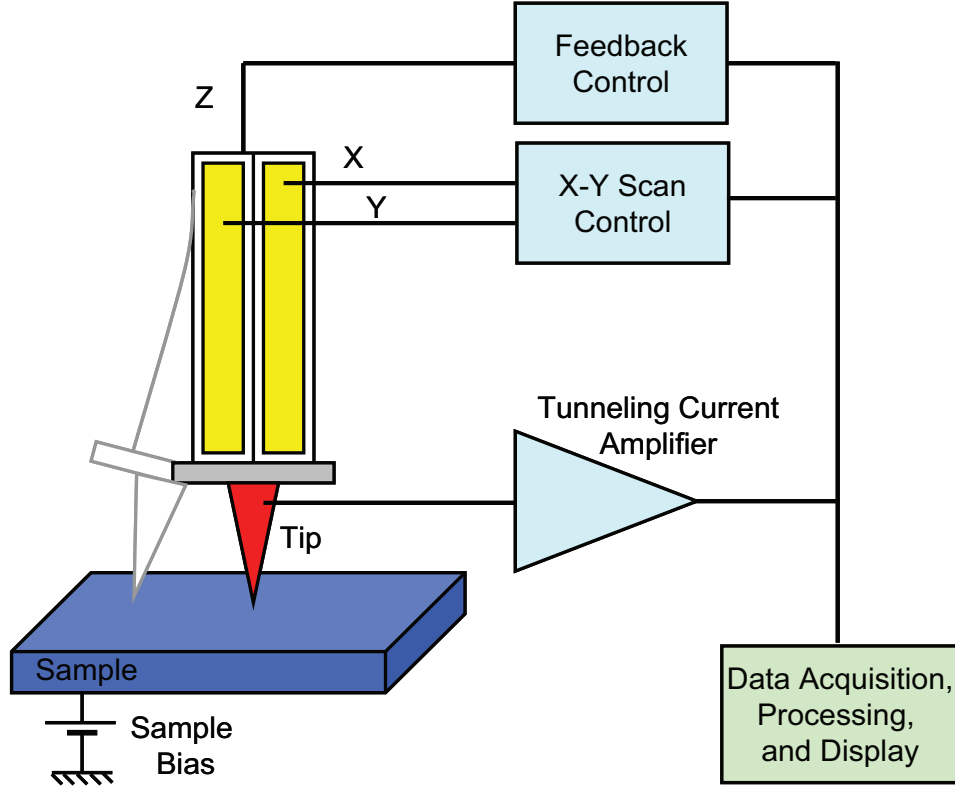 Feedback
Control
Z
X
X-Y Scan
Control
Y
Tunneling Current
Amplifier
Tip
Sample
Data Acquisition,
Processing,
and Display
Sample
Bias